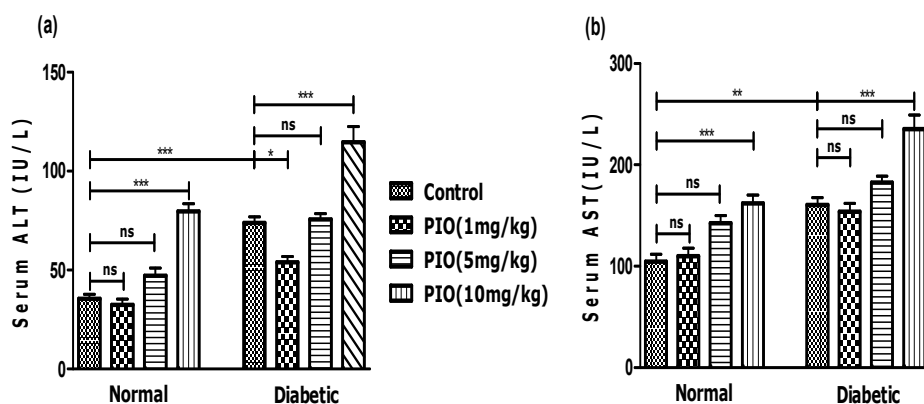 (a)
Serum ALT (IU/L)
150
100
50
0
***
ns
***
*
***
ns
ns
Normal
Diabetic
Control
PIO(1mg/kg)
PIO(5mg/kg)
PIO(10mg/kg)
(b)
Serum AST(IU/L)
300
200
100
0
**
***
ns
***
ns
ns
ns
Normal
Diabetic